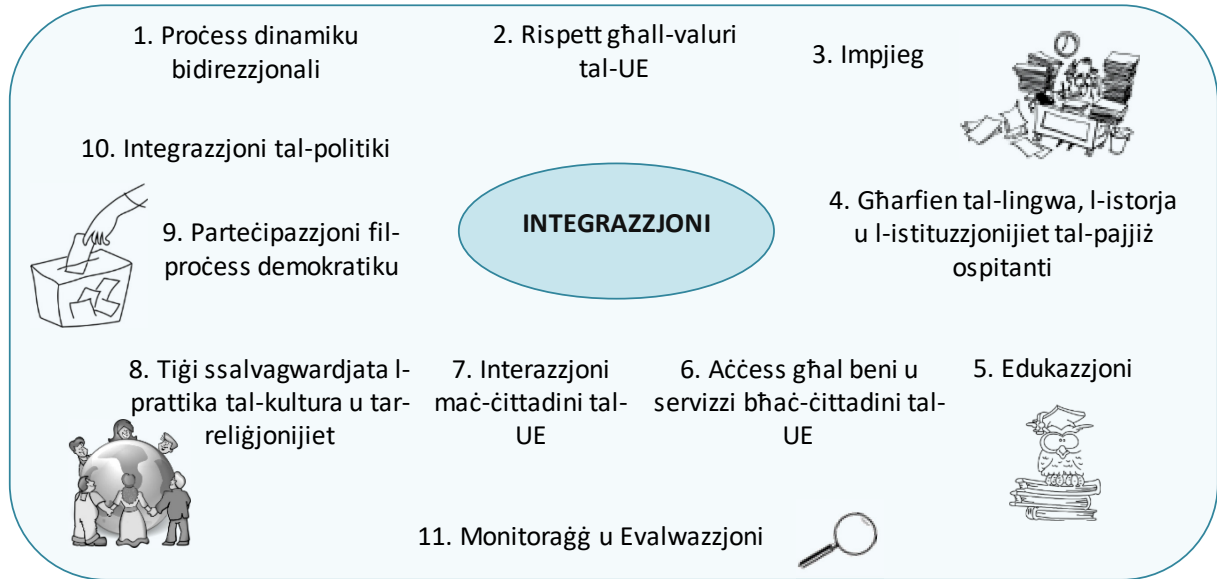 1. Proċess dinamiku
bidirezzjonali
2. Rispett għall-valuri
tal-UE
3. Impjieg
10. Integrazzjoni tal-politiki
INTEGRAZZJONI
4. Għarfien tal-lingwa, l-istorja
u l-istituzzjonijiet tal-pajjiż
ospitanti
9. Parteċipazzjoni fil-
proċess demokratiku
8. Tiġi ssalvagwardjata l-
prattika tal-kultura u tar-
reliġjonijiet
7. Interazzjoni
maċ-ċittadini tal-
UE
6. Aċċess għal beni u
servizzi bħaċ-ċittadini tal-
UE
5. Edukazzjoni
11. Monitoraġġ u Evalwazzjoni